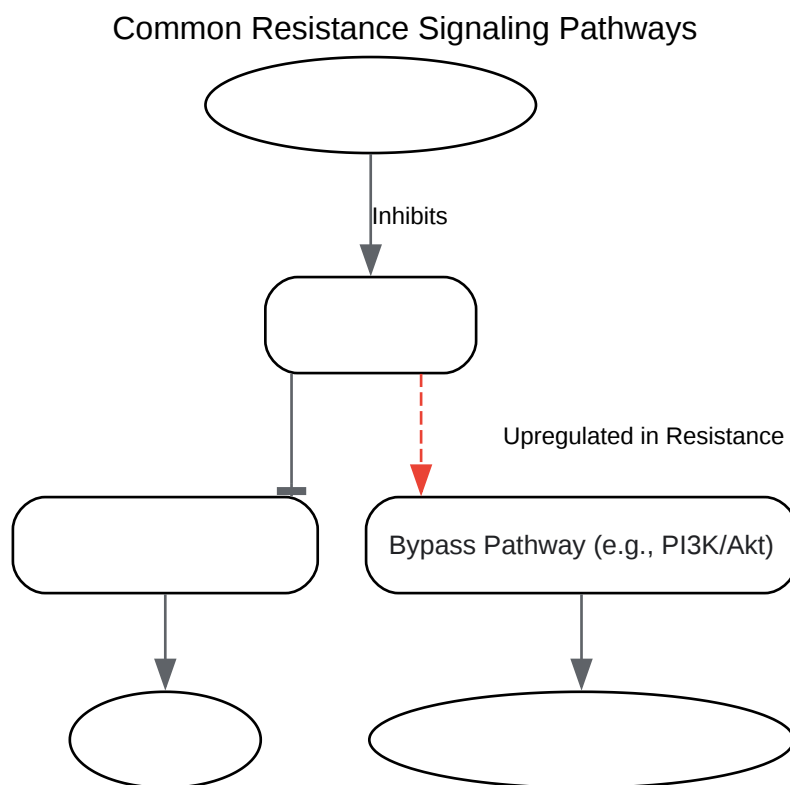 Common Resistance Signaling Pathways
Inhibits
Upregulated in Resistance
Bypass Pathway (e.g., PI3K/Akt)